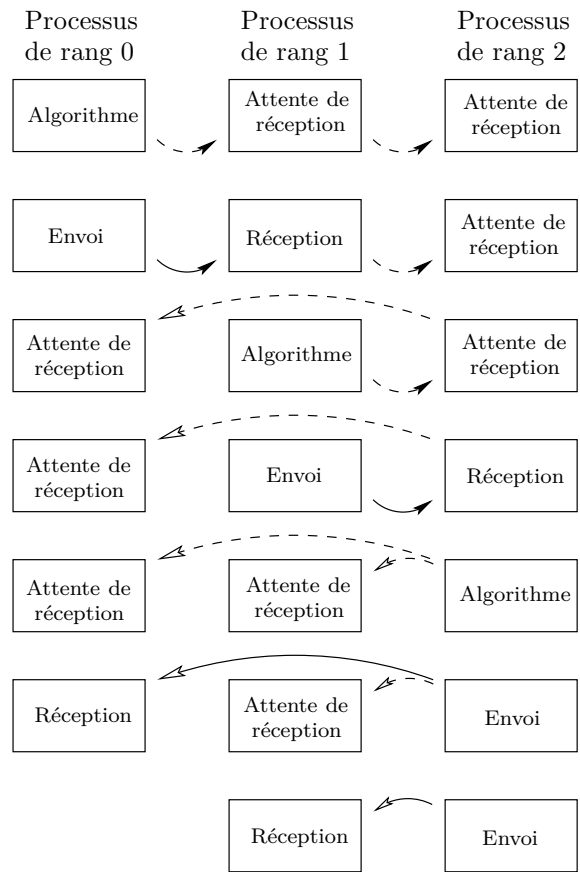 Processus
de rang 0
Processus
de rang 1
Processus
de rang 2
Algorithme
Attente de
réception
Attente de
réception
Envoi
Réception
Attente de
réception
Attente de
réception
Algorithme
Attente de
réception
Attente de
réception
Envoi
Réception
Attente de
réception
Attente de
réception
Algorithme
Réception
Attente de
réception
Envoi
Réception
Envoi